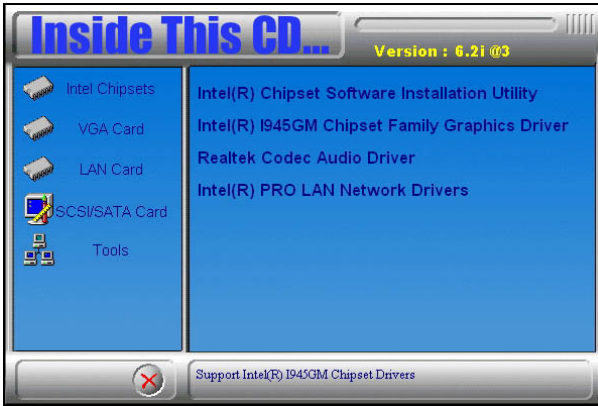 Inside This CD...
Version : 6.2i @3
Intel Chipsets
VGA Card
LAN Card
SCSI/SATA Card
Tools
Intel(R) Chipset Software Installation Utility
Intel(R) I945GM Chipset Family Graphics Driver
Realtek Codec Audio Driver
Intel(R) PRO LAN Network Drivers
Support Intel(R) I945GM Chipset Drivers